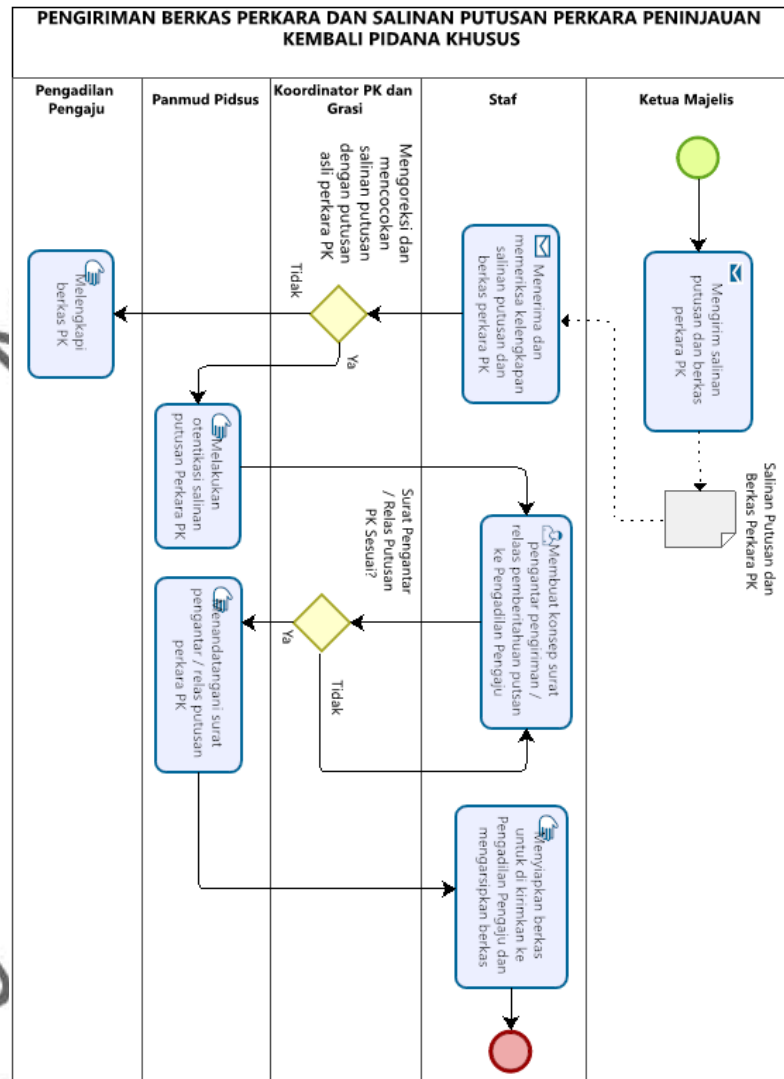 PENGIRIMAN BERKAS PERKARA DAN SALINAN PUTUSAN PERKARA PENINJAUAN
KEMBALI PIDANA KHUSUS
Pengadilan
Pengaju
Panmud Pidsus
Koordinator PK dan
Grasi
Staf
Ketua Majelis
Mengirim salinan
putusan dan berkas
perkara PK
Salinan Putusan dan
Berkas Perkara PK
Menerima dan
memeriksa kelengkapan
salinan putusan dan
berkas perkara PK
Mengoreksi dan
mencocokan
salinan putusan
dengan putusan
asli perkara PK
Tidak
Ya
Melengkapi
berkas PK
Melakukan
otentikasi salinan
putusan Perkara PK
Membuat konsep surat
pengantar pengiriman /
relaas pemberitahuan putsan
ke Pengadilan Pengaju
Surat Pengantar
/ Relas Putusan
PK Sesuai?
Ya
Tidak
Menandatangani surat
pengantar / relas putusan
perkara PK
Menyiapkan berkas
untuk di kirimkan ke
Pengadilan Pengaju dan
mengarsipkan berkas